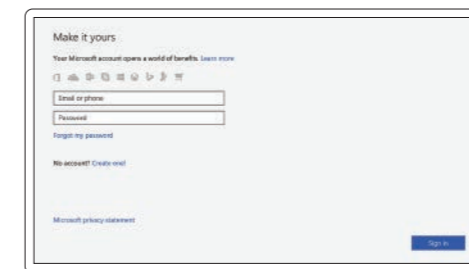 Make it yours
Your Microsoft account opens a world of benefits. Learn more
Email or phone
Password
Forgot my password
No account? Create one!
Microsoft privacy statement
Sign in